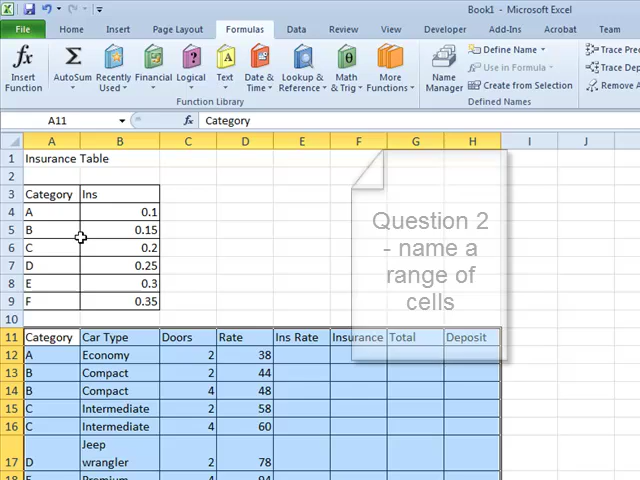 Book1 - Microsoft Excel
File Home Insert Page Layout Formulas Data Review View Developer Add-Ins Acrobat Team
Insert Function
AutoSum
Recently Used
Financial
Logical
Text
Date & Time
Lookup & Reference
Math & Trig
More Functions
Function Library
Name Manager
Define Name
Use in Formula
Create from Selection
Defined Names
Trace Prec
Trace Depe
Remove A
A11 fx Category
A B C D E F G H I J
1 Insurance Table
2
3 Category Ins
4 A 0.1
5 B 0.15
6 C 0.2
7 D 0.25
8 E 0.3
9 F 0.35
10
Question 2
- name a
range of
cells
11 Category Car Type Doors Rate Ins Rate Insurance Total Deposit
12 A Economy 2 38
13 B Compact 2 44
14 B Compact 4 48
15 C Intermediate 2 58
16 C Intermediate 4 60
Jeep
17 D wrangler 2 78